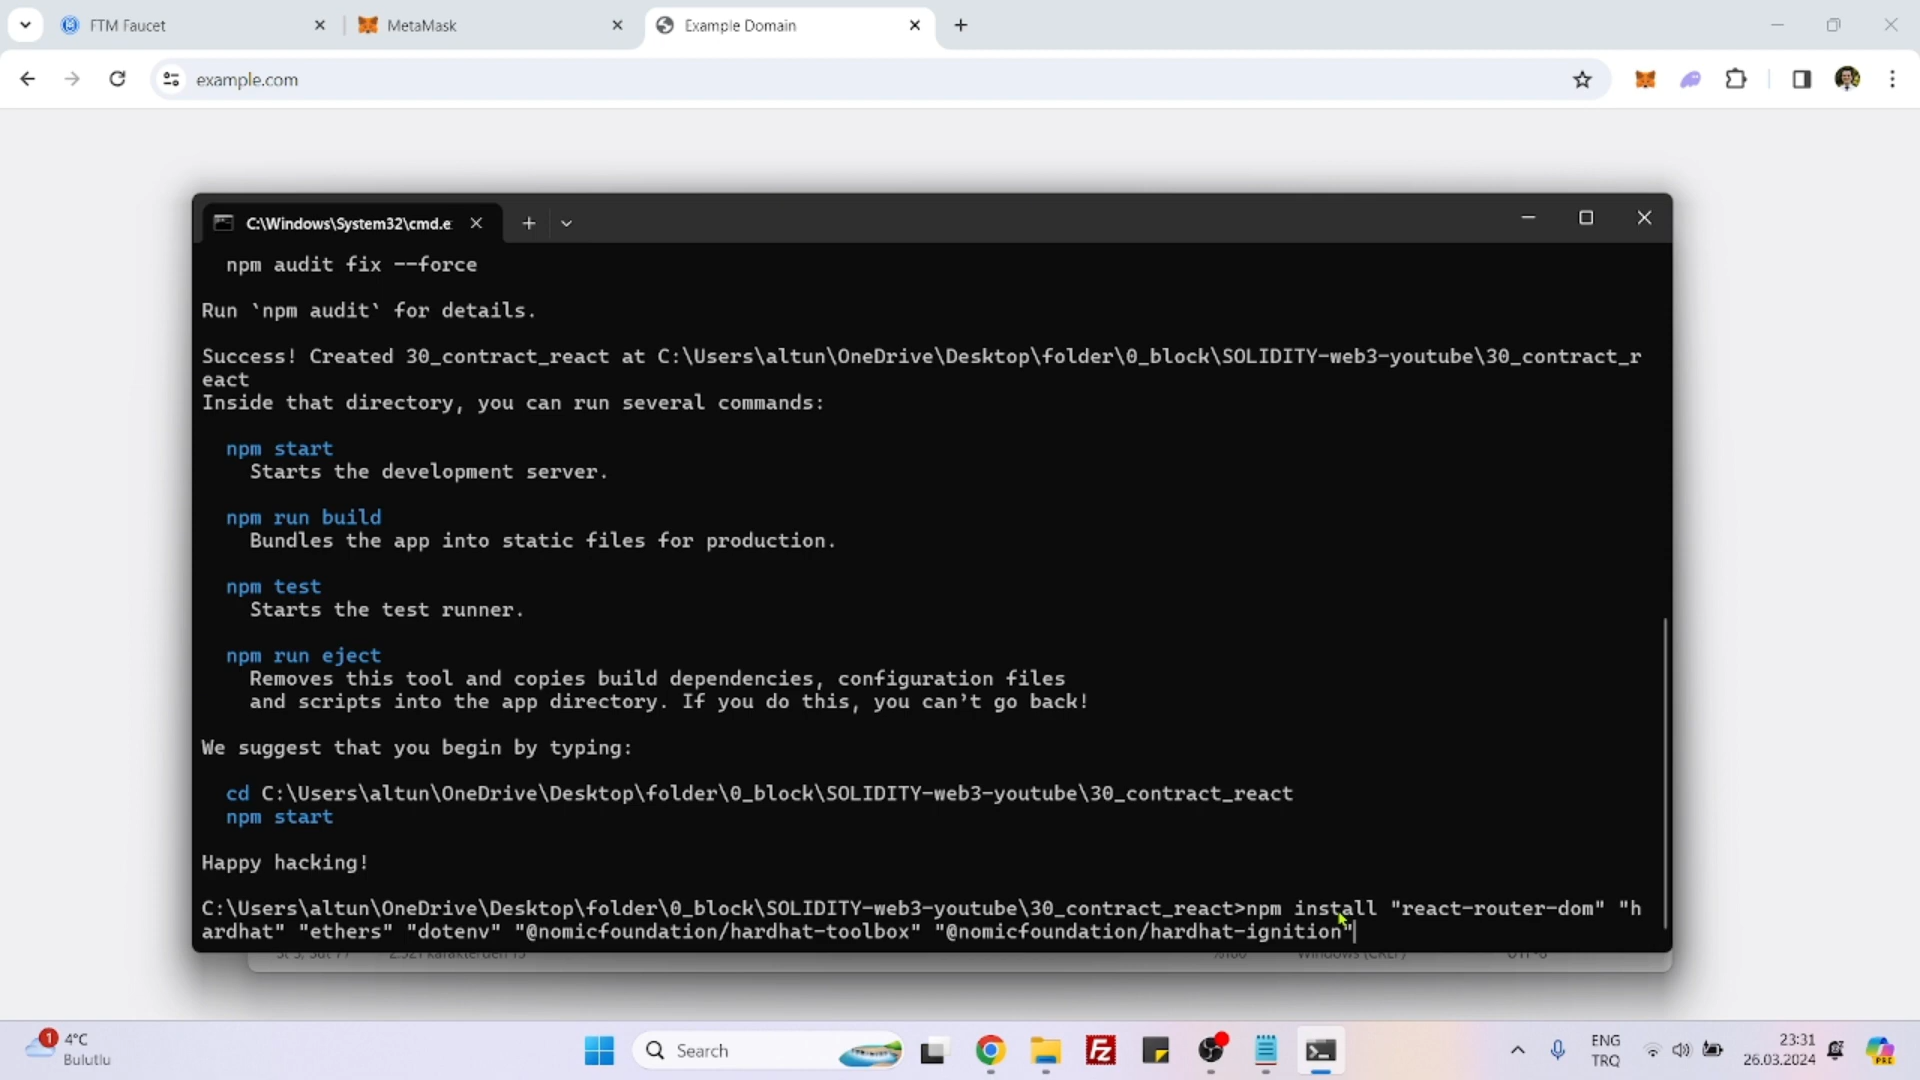 FTM Faucet
MetaMask
Example Domain
example.com
C:\Windows\System32\cmd.e
npm audit fix --force
Run `npm audit` for details.
Success! Created 30_contract_react at C:\Users\altun\OneDrive\Desktop\folder\0_block\SOLIDITY-web3-youtube\30_contract_r
eact
Inside that directory, you can run several commands:
npm start
Starts the development server.
npm run build
Bundles the app into static files for production.
npm test
Starts the test runner.
npm run eject
Removes this tool and copies build dependencies, configuration files
and scripts into the app directory. If you do this, you can't go back!
We suggest that you begin by typing:
cd C:\Users\altun\OneDrive\Desktop\folder\0_block\SOLIDITY-web3-youtube\30_contract_react
npm start
Happy hacking!
C:\Users\altun\OneDrive\Desktop\folder\0_block\SOLIDITY-web3-youtube\30_contract_react>npm install "react-router-dom" "h
ardhat" "ethers" "dotenv" "@nomicfoundation/hardhat-toolbox" "@nomicfoundation/hardhat-ignition"
1
4°C
Bulutlu
Search
Fz
ENG
TRQ
23:31
26.03.2024
PRE